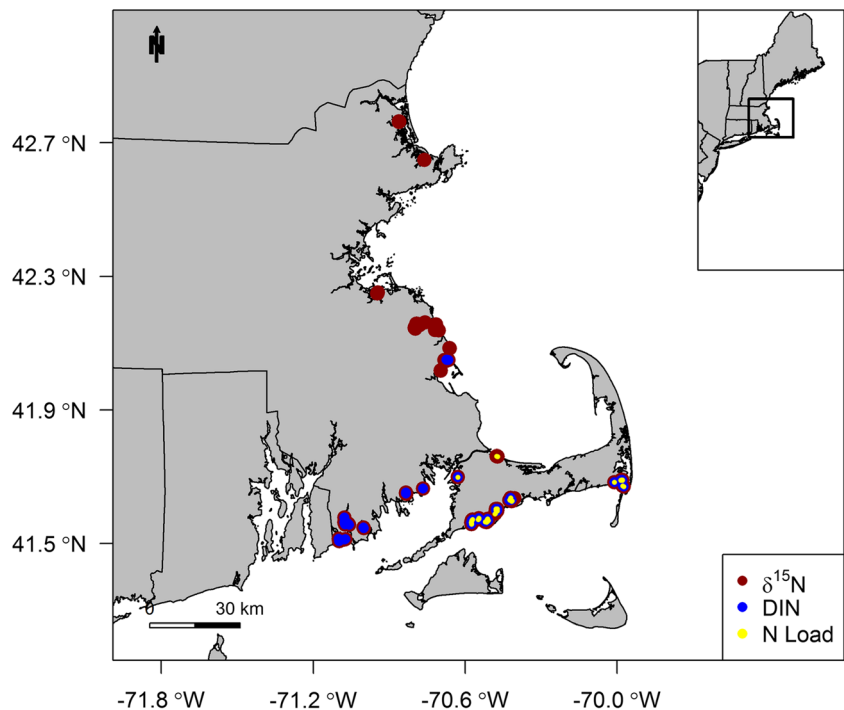 N
42.7 °N
42.3 °N
41.9 °N
41.5 °N
0 30 km
δ¹⁵N
DIN
N Load
-71.8 °W -71.2 °W -70.6 °W -70.0 °W